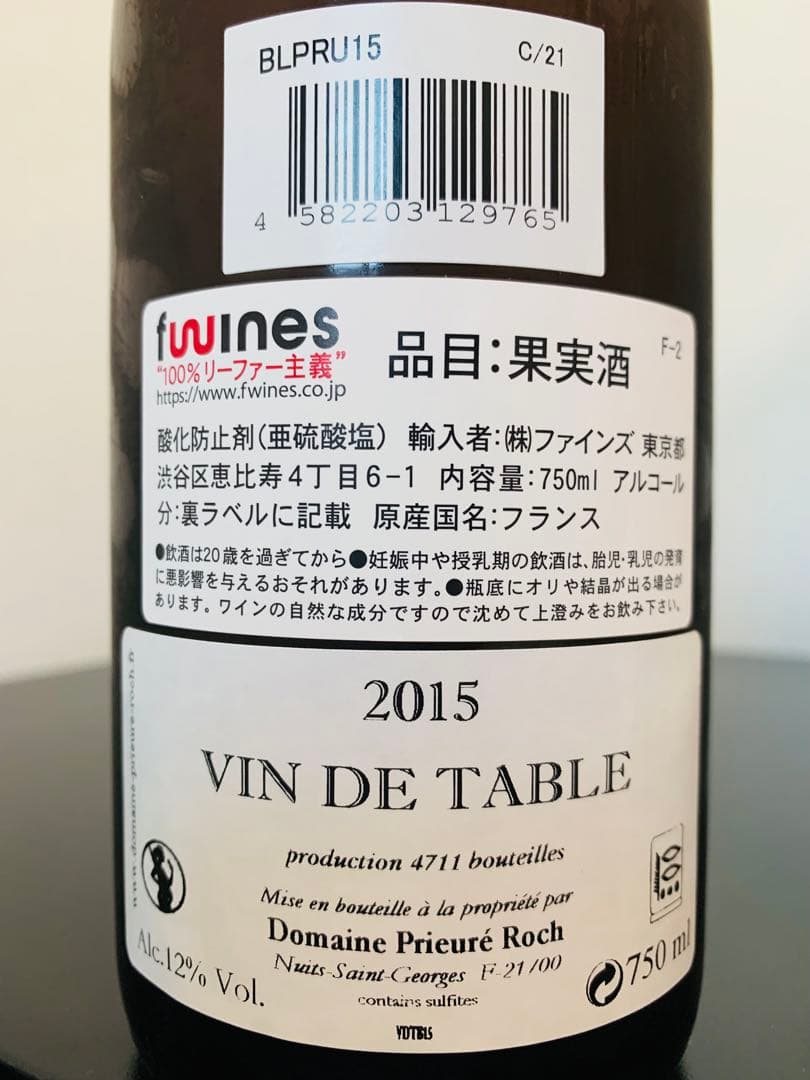 BLPRU15 C/21
4 582203 129765
fwines
"100%リーファー主義"
https://www.fwines.co.jp
品目:果実酒 F-2
酸化防止剤(亜硫酸塩) 輸入者:㈱ファインズ 東京都
渋谷区恵比寿4丁目6-1 内容量:750ml アルコール
分:裏ラベルに記載 原産国名:フランス
●飲酒は20歳を過ぎてから●妊娠中や授乳期の飲酒は、胎児・乳児の発育
に悪影響を与えるおそれがあります。●瓶底にオリや結晶が出る場合が
あります。ワインの自然な成分ですので沈めて上澄みをお飲み下さい。
www.domaine-prieure-roch.fr
2015
VIN DE TABLE
production 4711 bouteilles
Mise en bouteille à la propriété par
Domaine Prieuré Roch
Nuits-Saint-Georges F-21700
contains sulfites
Alc.12% Vol.
750 ml